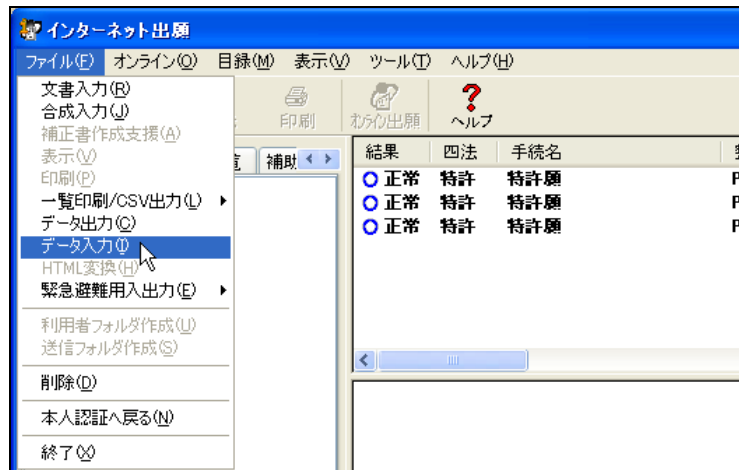 インターネット出願
ファイル(F) オンライン(O) 目録(M) 表示(V) ツール(T) ヘルプ(H)
文書入力(R)
合成入力(J)
補正書作成支援(A)
表示(V)
印刷(P)
一覧印刷/CSV出力(L)
データ出力(C)
データ入力(I)
HTML変換(H)
緊急避難用入出力(E)
利用者フォルダ作成(U)
送信フォルダ作成(S)
削除(D)
本人認証へ戻る(N)
終了(X)
印刷 オンライン出願 ヘルプ
補助
結果 四法 手続名
正常 特許 特許願 P
正常 特許 特許願 P
正常 特許 特許願 P